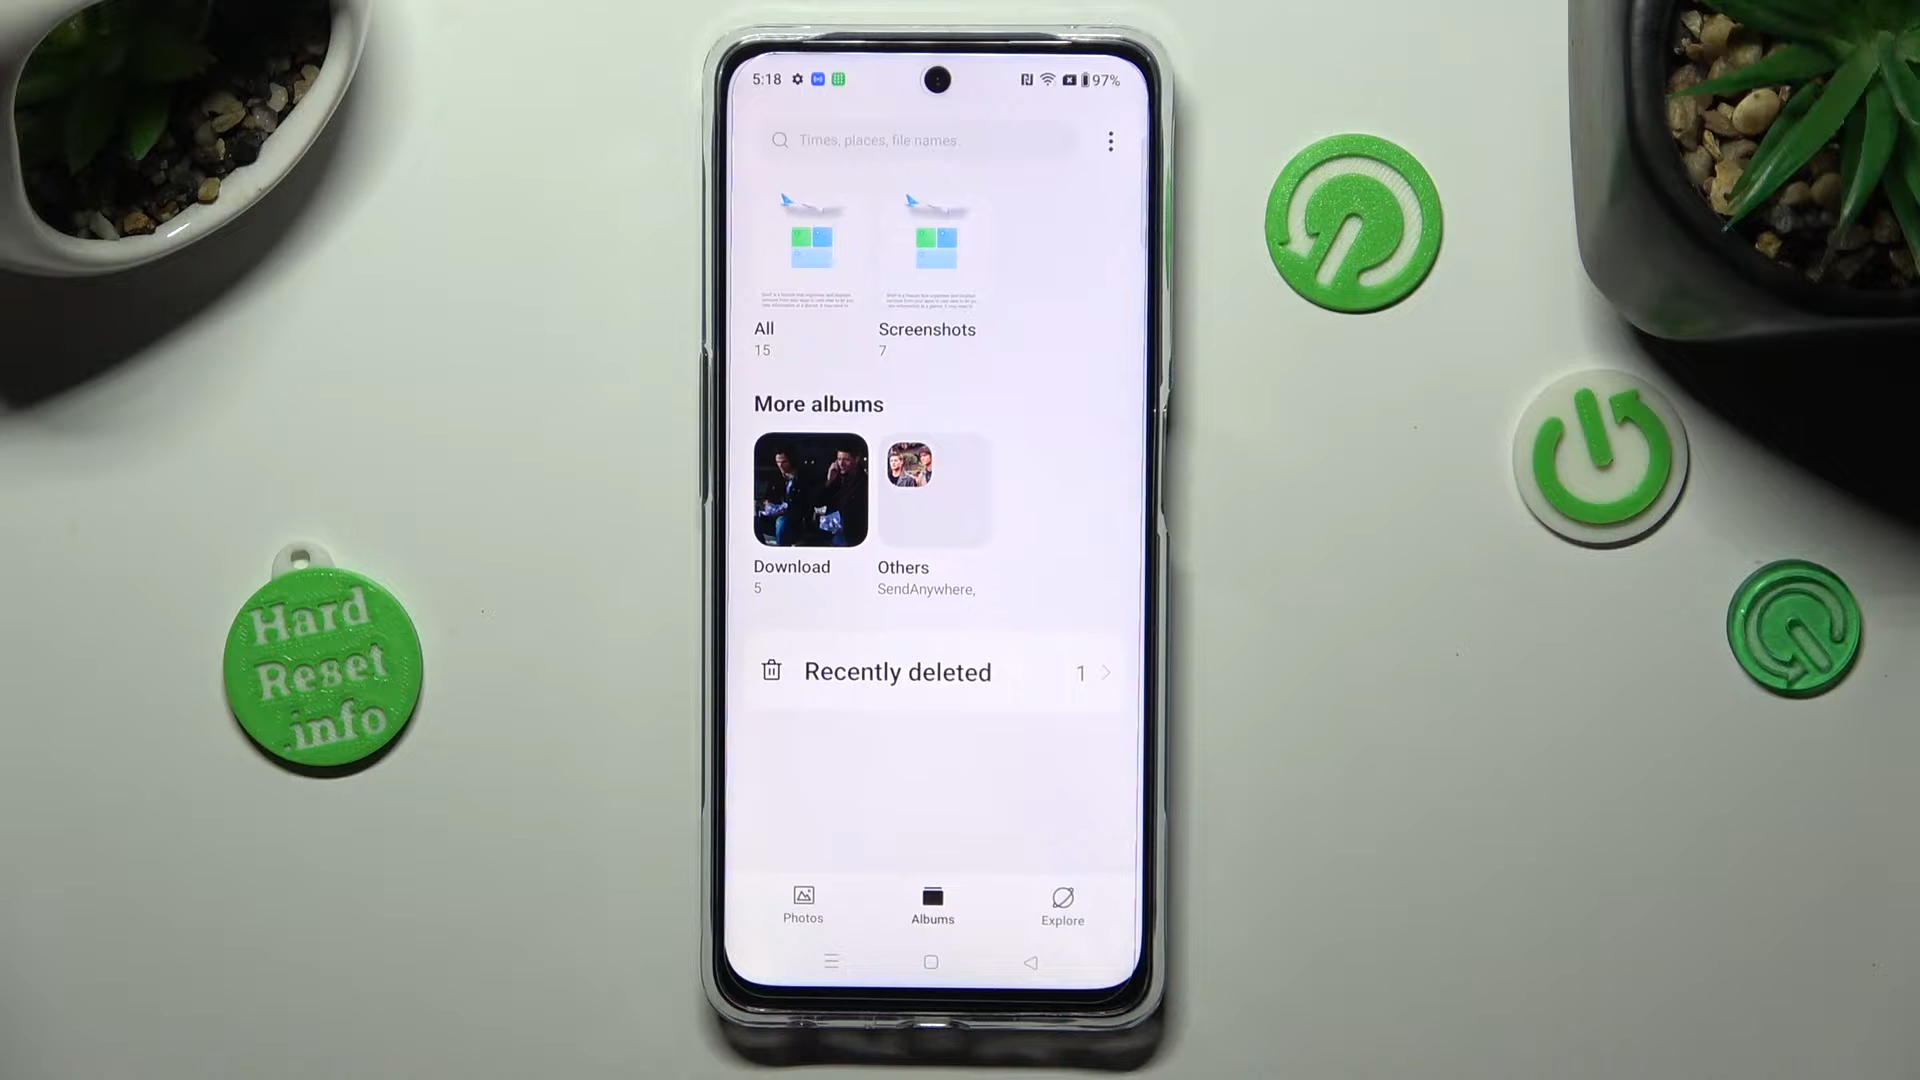 5:18
97%
Times, places, file names.
All
15
Screenshots
7
More albums
Download
5
Others
SendAnywhere,
Recently deleted
1
Photos
Albums
Explore
Hard
Reset
.info